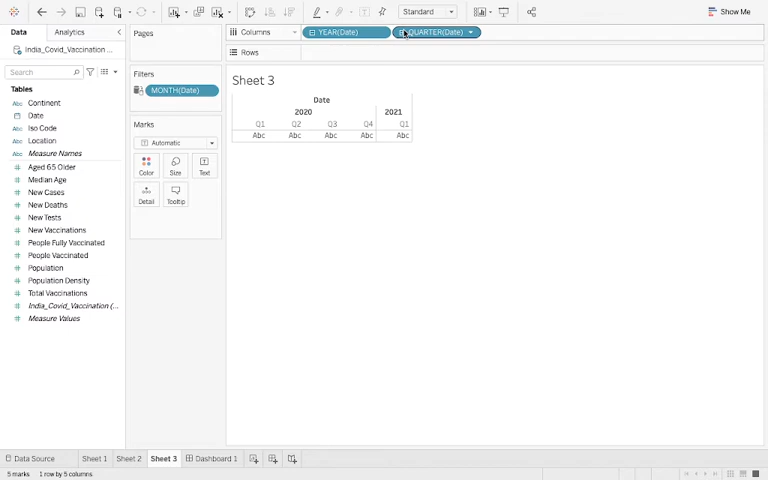 Standard
Show Me
Data
Analytics
Pages
Columns
YEAR(Date)
QUARTER(Date)
India_Covid_Vaccination ...
Rows
Search
Filters
MONTH(Date)
Sheet 3
Tables
Abc Continent
Date
Abc Iso Code
Abc Location
Abc Measure Names
# Aged 65 Older
# Median Age
# New Cases
# New Deaths
# New Tests
# New Vaccinations
# People Fully Vaccinated
# People Vaccinated
# Population
# Population Density
# Total Vaccinations
# India_Covid_Vaccination (...
# Measure Values
Marks
Automatic
Color
Size
Text
Detail
Tooltip
Date
2020 2021
Q1 Q2 Q3 Q4 Q1
Abc Abc Abc Abc Abc
Data Source
Sheet 1
Sheet 2
Sheet 3
Dashboard 1
5 marks
1 row by 5 columns